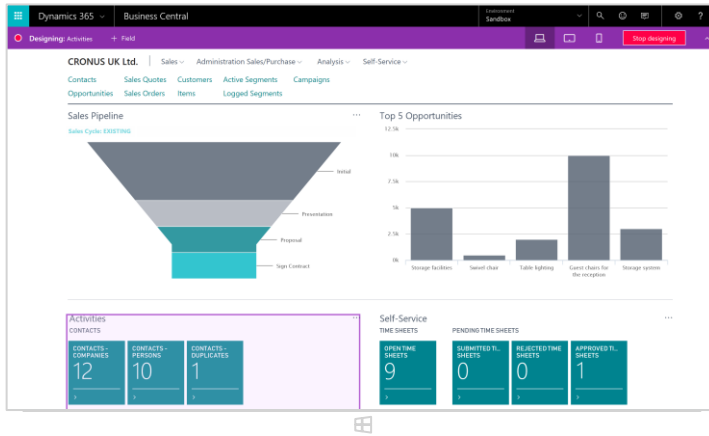 Dynamics 365 Business Central Environment Sandbox ?
Designing: Activities + Field Stop designing
CRONUS UK Ltd. Sales Administration Sales/Purchase Analysis Self-Service
Contacts Sales Quotes Customers Active Segments Campaigns
Opportunities Sales Orders Items Logged Segments
Sales Pipeline
Sales Cycle: EXISTING
Initial
Presentation
Proposal
Sign Contract
Top 5 Opportunities
12.5k
10k
7.5k
5k
2.5k
0k
Storage facilities Swivel chair Table lighting Guest chairs for the reception Storage system
Activities
CONTACTS
CONTACTS - COMPANIES
12
CONTACTS - PERSONS
10
CONTACTS - DUPLICATES
1
Self-Service
TIME SHEETS PENDING TIME SHEETS
OPEN TIME SHEETS
9
SUBMITTED TI... SHEETS
0
REJECTED TIME SHEETS
0
APPROVED TI... SHEETS
1